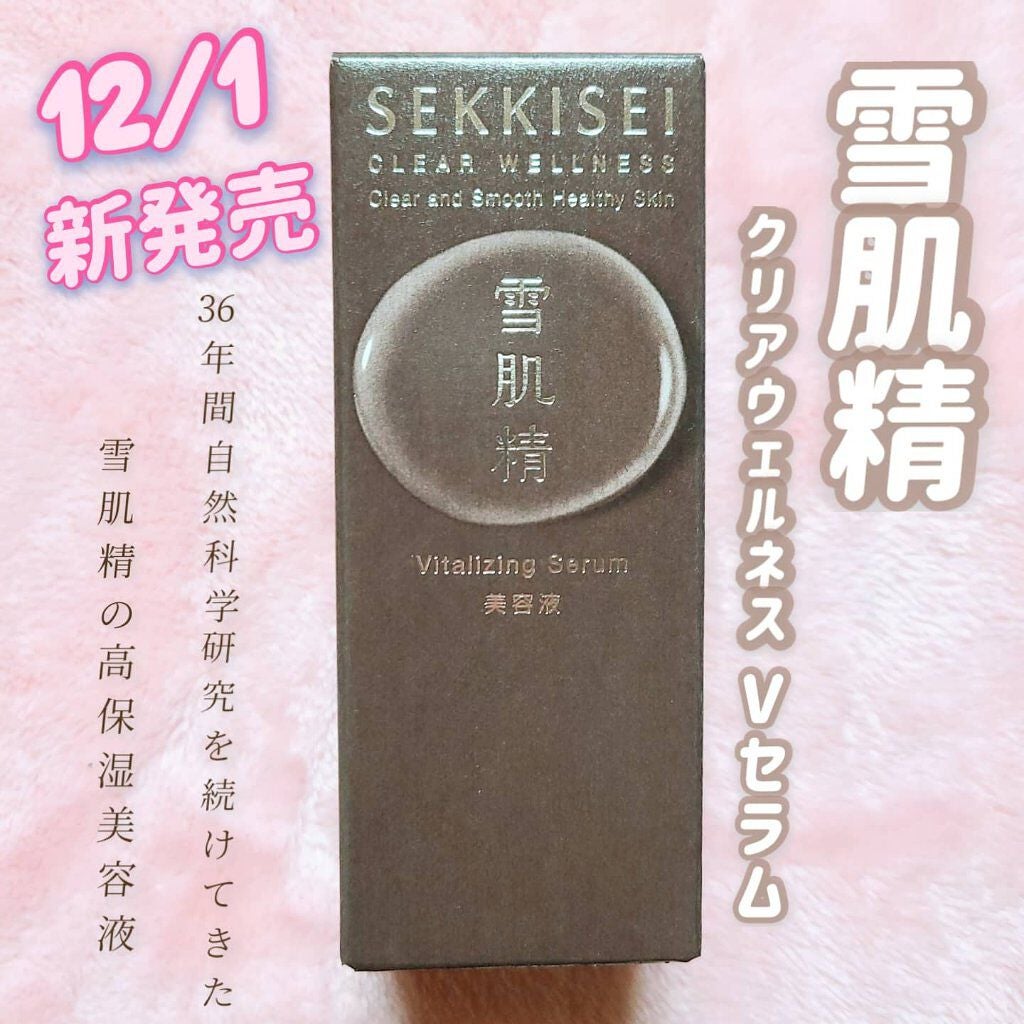 12/1
新発売
雪肌精
クリアウエルネス Vセラム
36年間自然科学研究を続けてきた
雪肌精の高保湿美容液
SEKKISEI
CLEAR WELLNESS
Clear and Smooth Healthy Skin
雪肌精
Vitalizing Serum
美容液